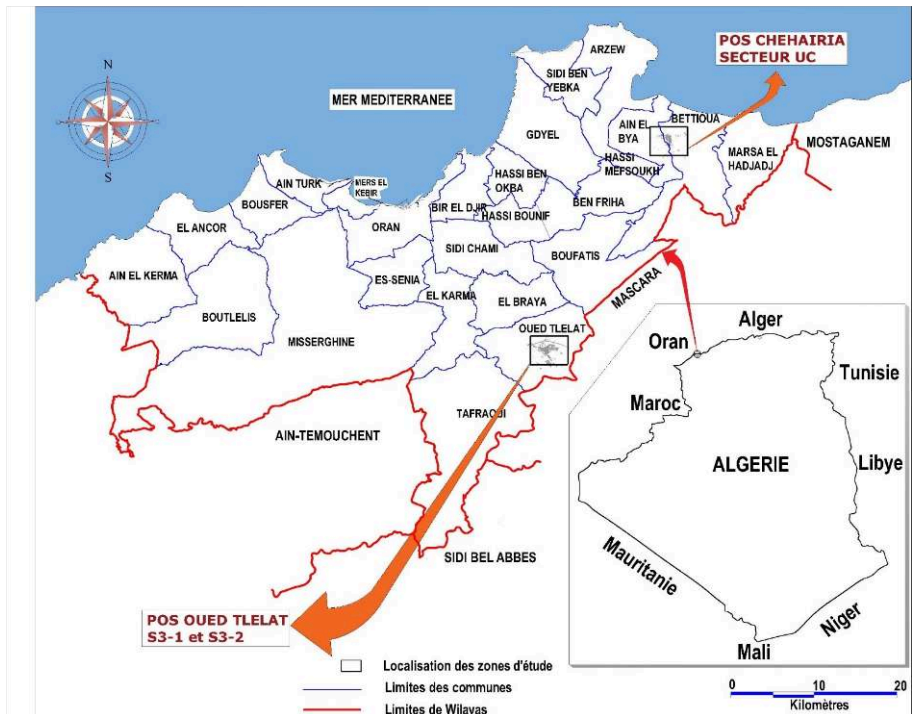 POS CHEHAIRIA
SECTEUR UC
N
S
MER MEDITERRANEE
ARZEW
SIDI BEN
YEBKA
GDYEL
AIN EL
BYA
BETTIOUA
HASSI
MEFSOUKH
MARSA EL
HADJADJ
MOSTAGANEM
HASSI BEN
OKBA
AIN TURK
MERS EL
KEBIR
BOUSFER
BIR EL DJIR
HASSI BOUNIF
BEN FRIHA
EL ANCOR
ORAN
SIDI CHAMI
BOUFATIS
AIN EL KERMA
ES-SENIA
EL KARMA
EL BRAYA
MASCARA
BOUTLELIS
MISSERGHINE
OUED TLELAT
TAFRAOUI
AIN-TEMOUCHENT
SIDI BEL ABBES
POS OUED TLELAT
S3-1 et S3-2
Alger
Oran
Tunisie
Maroc
ALGERIE
Libye
Mauritanie
Niger
Mali
Localisation des zones d'étude
Limites des communes
Limites de Wilayas
0 10 20
Kilomètres